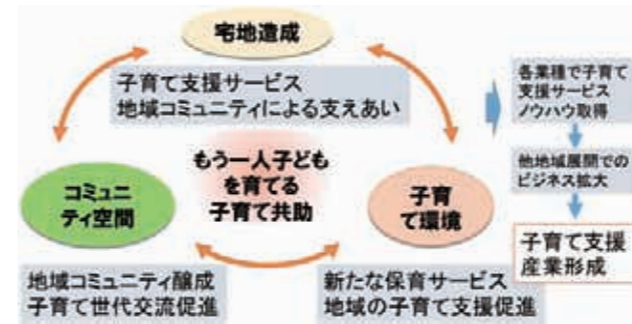 宅地造成
子育て支援サービス
地域コミュニティによる支えあい
もう一人子ども
を育てる
子育て共助
コミュニ
ティ空間
子育
て環境
地域コミュニティ醸成
子育て世代交流促進
新たな保育サービス
地域の子育て支援促進
各業種で子育て
支援サービス
ノウハウ取得
他地域展開での
ビジネス拡大
子育て支援
産業形成